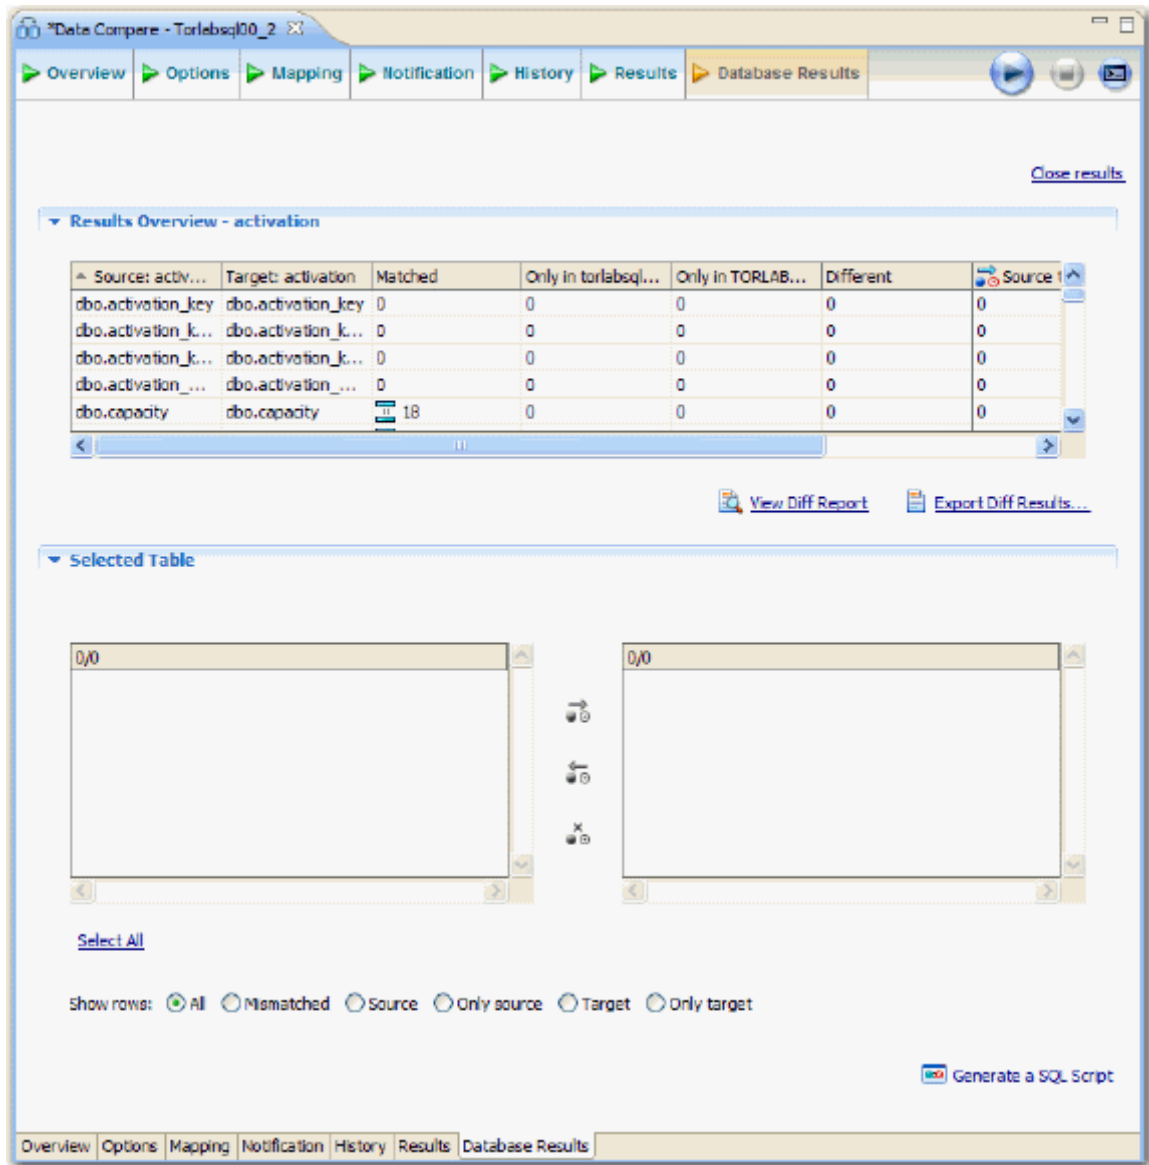 *Data Compare - Torlabsql00_2
Overview Options Mapping Notification History Results Database Results
Close results
Results Overview - activation
Source: activ... Target: activation Matched Only in torlabsql... Only in TORLAB... Different Source t
dbo.activation_key dbo.activation_key 0 0 0 0 0
dbo.activation_k... dbo.activation_k... 0 0 0 0 0
dbo.activation_k... dbo.activation_k... 0 0 0 0 0
dbo.activation_... dbo.activation_... 0 0 0 0 0
dbo.capacity dbo.capacity 18 0 0 0 0
View Diff Report Export Diff Results...
Selected Table
0/0 0/0
Select All
Show rows: All Mismatched Source Only source Target Only target
Generate a SQL Script
Overview Options Mapping Notification History Results Database Results